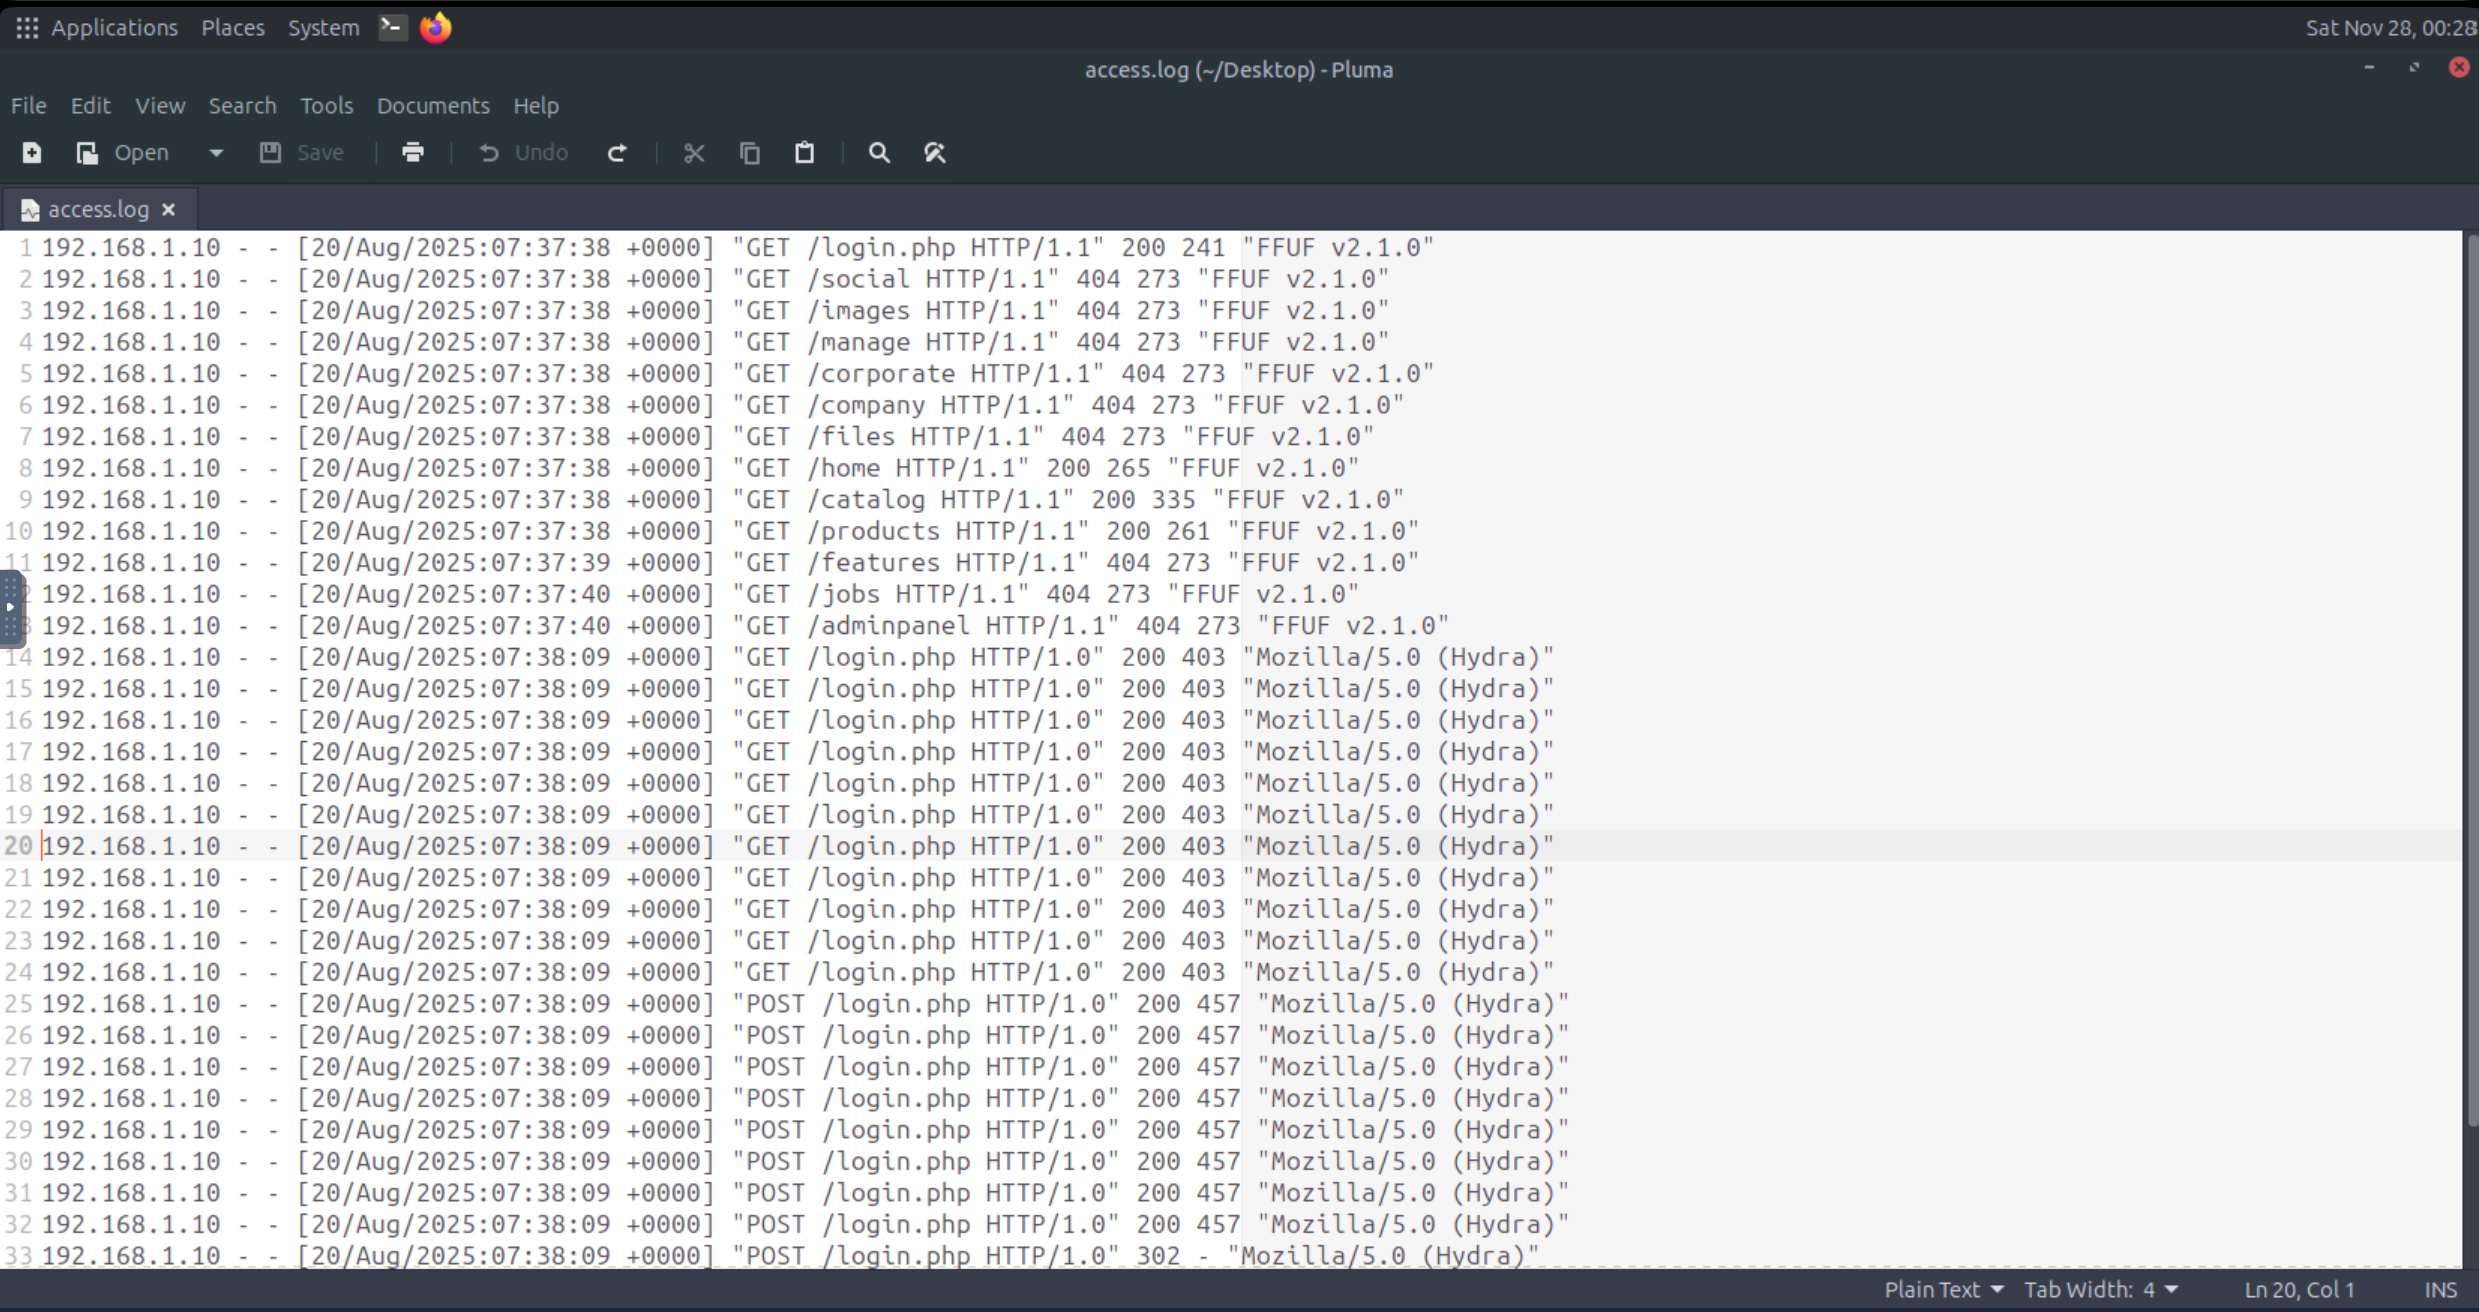 Applications Places System Sat Nov 28, 00:28
access.log (~/Desktop) - Pluma
File Edit View Search Tools Documents Help
Open Save Undo
access.log
1 192.168.1.10 - - [20/Aug/2025:07:37:38 +0000] "GET /login.php HTTP/1.1" 200 241 "FFUF v2.1.0"
2 192.168.1.10 - - [20/Aug/2025:07:37:38 +0000] "GET /social HTTP/1.1" 404 273 "FFUF v2.1.0"
3 192.168.1.10 - - [20/Aug/2025:07:37:38 +0000] "GET /images HTTP/1.1" 404 273 "FFUF v2.1.0"
4 192.168.1.10 - - [20/Aug/2025:07:37:38 +0000] "GET /manage HTTP/1.1" 404 273 "FFUF v2.1.0"
5 192.168.1.10 - - [20/Aug/2025:07:37:38 +0000] "GET /corporate HTTP/1.1" 404 273 "FFUF v2.1.0"
6 192.168.1.10 - - [20/Aug/2025:07:37:38 +0000] "GET /company HTTP/1.1" 404 273 "FFUF v2.1.0"
7 192.168.1.10 - - [20/Aug/2025:07:37:38 +0000] "GET /files HTTP/1.1" 404 273 "FFUF v2.1.0"
8 192.168.1.10 - - [20/Aug/2025:07:37:38 +0000] "GET /home HTTP/1.1" 200 265 "FFUF v2.1.0"
9 192.168.1.10 - - [20/Aug/2025:07:37:38 +0000] "GET /catalog HTTP/1.1" 200 335 "FFUF v2.1.0"
10 192.168.1.10 - - [20/Aug/2025:07:37:38 +0000] "GET /products HTTP/1.1" 200 261 "FFUF v2.1.0"
11 192.168.1.10 - - [20/Aug/2025:07:37:39 +0000] "GET /features HTTP/1.1" 404 273 "FFUF v2.1.0"
2 192.168.1.10 - - [20/Aug/2025:07:37:40 +0000] "GET /jobs HTTP/1.1" 404 273 "FFUF v2.1.0"
3 192.168.1.10 - - [20/Aug/2025:07:37:40 +0000] "GET /adminpanel HTTP/1.1" 404 273 "FFUF v2.1.0"
14 192.168.1.10 - - [20/Aug/2025:07:38:09 +0000] "GET /login.php HTTP/1.0" 200 403 "Mozilla/5.0 (Hydra)"
15 192.168.1.10 - - [20/Aug/2025:07:38:09 +0000] "GET /login.php HTTP/1.0" 200 403 "Mozilla/5.0 (Hydra)"
16 192.168.1.10 - - [20/Aug/2025:07:38:09 +0000] "GET /login.php HTTP/1.0" 200 403 "Mozilla/5.0 (Hydra)"
17 192.168.1.10 - - [20/Aug/2025:07:38:09 +0000] "GET /login.php HTTP/1.0" 200 403 "Mozilla/5.0 (Hydra)"
18 192.168.1.10 - - [20/Aug/2025:07:38:09 +0000] "GET /login.php HTTP/1.0" 200 403 "Mozilla/5.0 (Hydra)"
19 192.168.1.10 - - [20/Aug/2025:07:38:09 +0000] "GET /login.php HTTP/1.0" 200 403 "Mozilla/5.0 (Hydra)"
20 192.168.1.10 - - [20/Aug/2025:07:38:09 +0000] "GET /login.php HTTP/1.0" 200 403 "Mozilla/5.0 (Hydra)"
21 192.168.1.10 - - [20/Aug/2025:07:38:09 +0000] "GET /login.php HTTP/1.0" 200 403 "Mozilla/5.0 (Hydra)"
22 192.168.1.10 - - [20/Aug/2025:07:38:09 +0000] "GET /login.php HTTP/1.0" 200 403 "Mozilla/5.0 (Hydra)"
23 192.168.1.10 - - [20/Aug/2025:07:38:09 +0000] "GET /login.php HTTP/1.0" 200 403 "Mozilla/5.0 (Hydra)"
24 192.168.1.10 - - [20/Aug/2025:07:38:09 +0000] "GET /login.php HTTP/1.0" 200 403 "Mozilla/5.0 (Hydra)"
25 192.168.1.10 - - [20/Aug/2025:07:38:09 +0000] "POST /login.php HTTP/1.0" 200 457 "Mozilla/5.0 (Hydra)"
26 192.168.1.10 - - [20/Aug/2025:07:38:09 +0000] "POST /login.php HTTP/1.0" 200 457 "Mozilla/5.0 (Hydra)"
27 192.168.1.10 - - [20/Aug/2025:07:38:09 +0000] "POST /login.php HTTP/1.0" 200 457 "Mozilla/5.0 (Hydra)"
28 192.168.1.10 - - [20/Aug/2025:07:38:09 +0000] "POST /login.php HTTP/1.0" 200 457 "Mozilla/5.0 (Hydra)"
29 192.168.1.10 - - [20/Aug/2025:07:38:09 +0000] "POST /login.php HTTP/1.0" 200 457 "Mozilla/5.0 (Hydra)"
30 192.168.1.10 - - [20/Aug/2025:07:38:09 +0000] "POST /login.php HTTP/1.0" 200 457 "Mozilla/5.0 (Hydra)"
31 192.168.1.10 - - [20/Aug/2025:07:38:09 +0000] "POST /login.php HTTP/1.0" 200 457 "Mozilla/5.0 (Hydra)"
32 192.168.1.10 - - [20/Aug/2025:07:38:09 +0000] "POST /login.php HTTP/1.0" 200 457 "Mozilla/5.0 (Hydra)"
33 192.168.1.10 - - [20/Aug/2025:07:38:09 +0000] "POST /login.php HTTP/1.0" 302 - "Mozilla/5.0 (Hydra)"
Plain Text Tab Width: 4 Ln 20, Col 1 INS